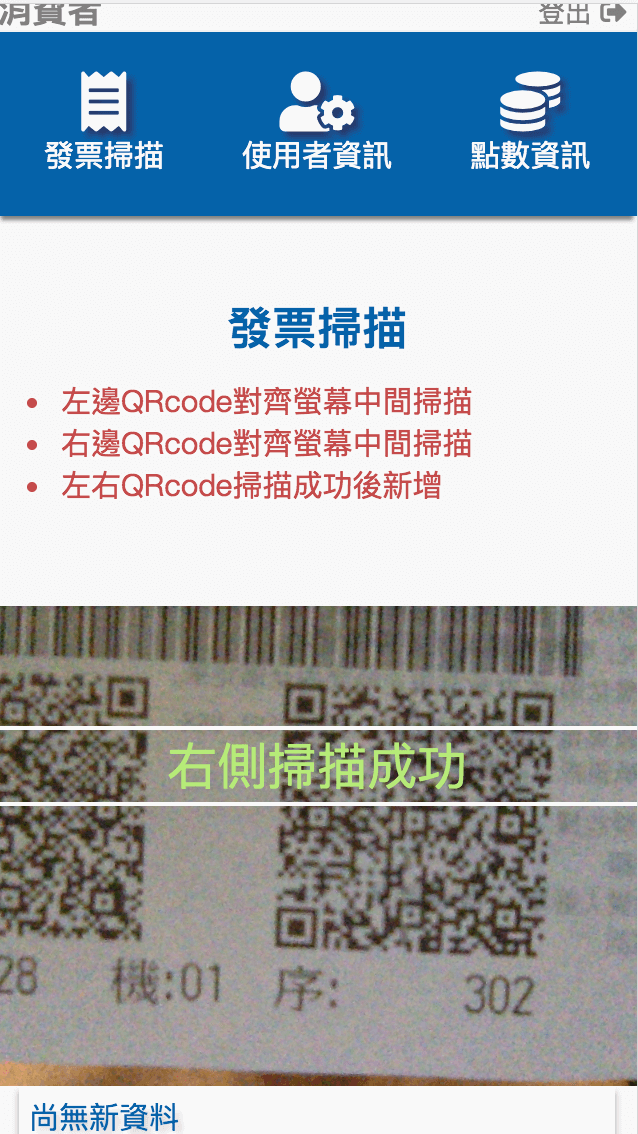 消費者
登出
發票掃描
使用者資訊
點數資訊
發票掃描
• 左邊QRcode對齊螢幕中間掃描
• 右邊QRcode對齊螢幕中間掃描
• 左右QRcode掃描成功後新增
右側掃描成功
28 機:01 序: 302
尚無新資料